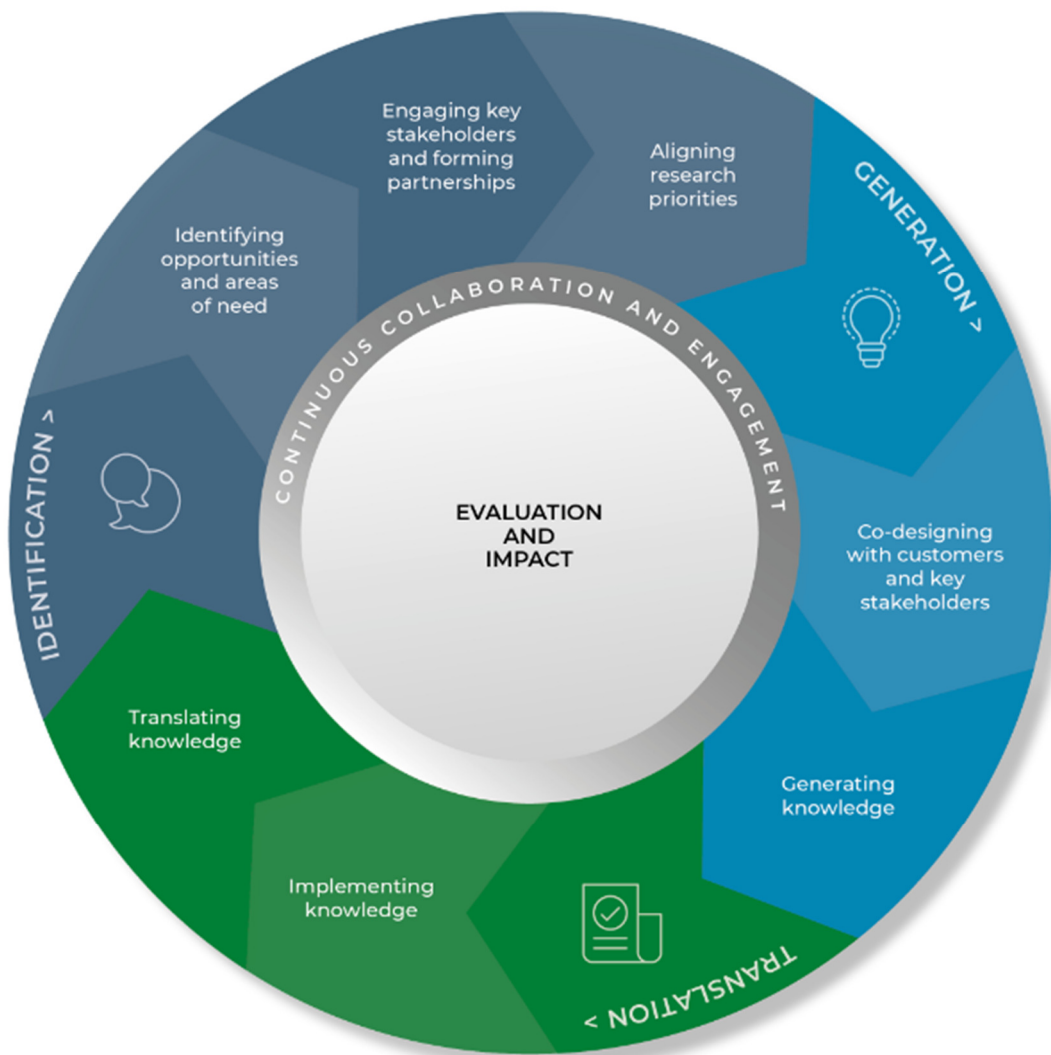 IDENTIFICATION >
Identifying
opportunities
and areas
of need
Engaging key
stakeholders
and forming
partnerships
Aligning
research
priorities
GENERATION >
Co-designing
with customers
and key
stakeholders
Generating
knowledge
TRANSLATION >
Implementing
knowledge
Translating
knowledge
CONTINUOUS COLLABORATION AND ENGAGEMENT
EVALUATION
AND
IMPACT